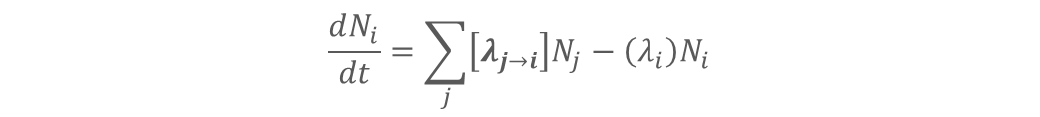 dN_i/dt = ∑_j [λ_{j→i}]N_j − (λ_i)N_i